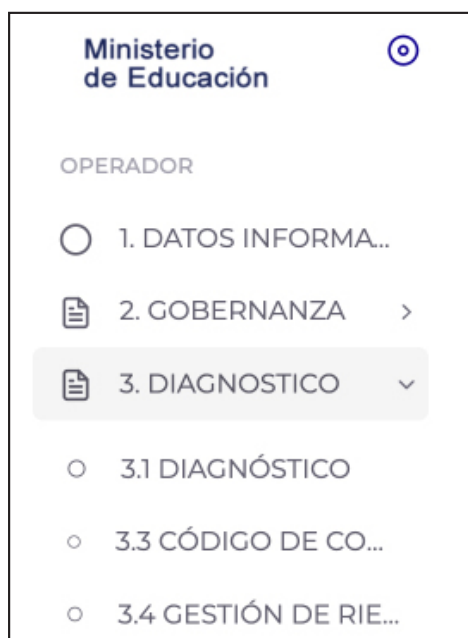 Ministerio
de Educación
OPERADOR
1. DATOS INFORMA...
2. GOBERNANZA
3. DIAGNOSTICO
3.1 DIAGNÓSTICO
3.3 CÓDIGO DE CO...
3.4 GESTIÓN DE RIE...